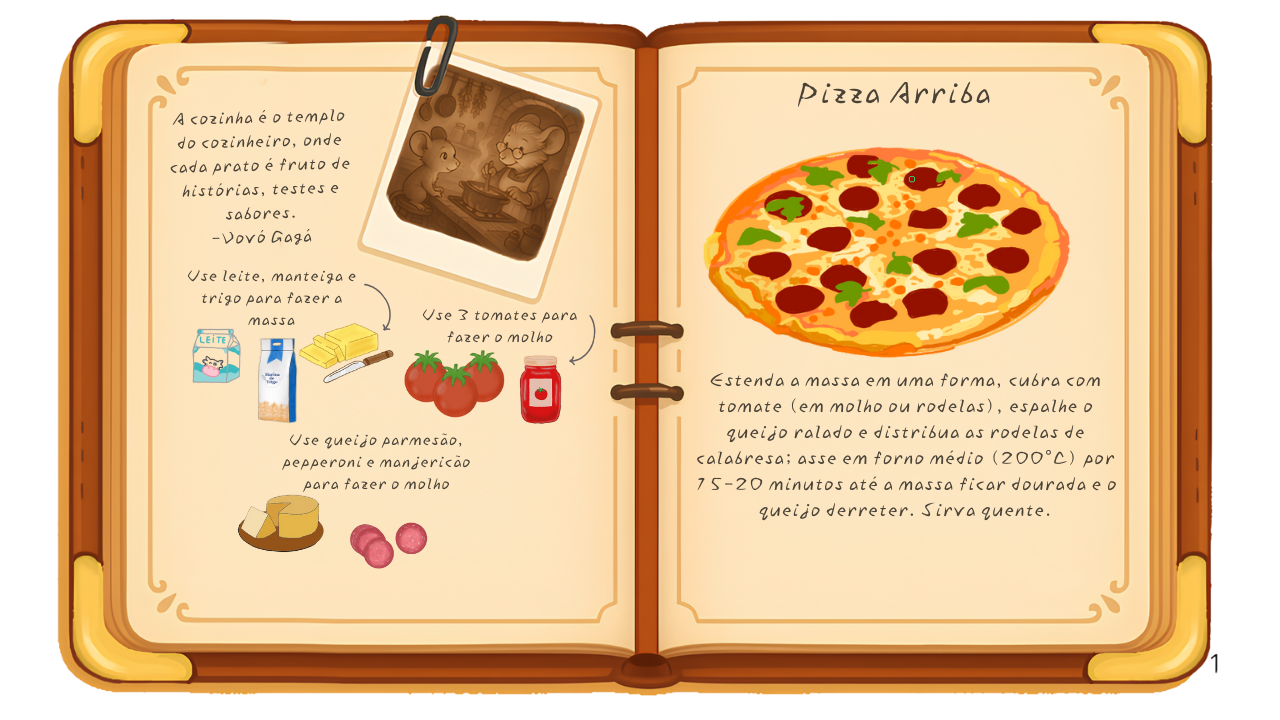 A cozinha é o templo
do cozinheiro, onde
cada prato é fruto de
histórias, testes e
sabores.
-Vovó Gagá
Use leite, manteiga e
trigo para fazer a
massa
LEITE
Farinha
de
Trigo
Use 3 tomates para
fazer o molho
Use queijo parmesão,
pepperoni e manjericão
para fazer o molho
Pizza Arriba
Estenda a massa em uma forma, cubra com
tomate (em molho ou rodelas), espalhe o
queijo ralado e distribua as rodelas de
calabresa; asse em forno médio (200°C) por
15-20 minutos até a massa ficar dourada e o
queijo derreter. Sirva quente.
1